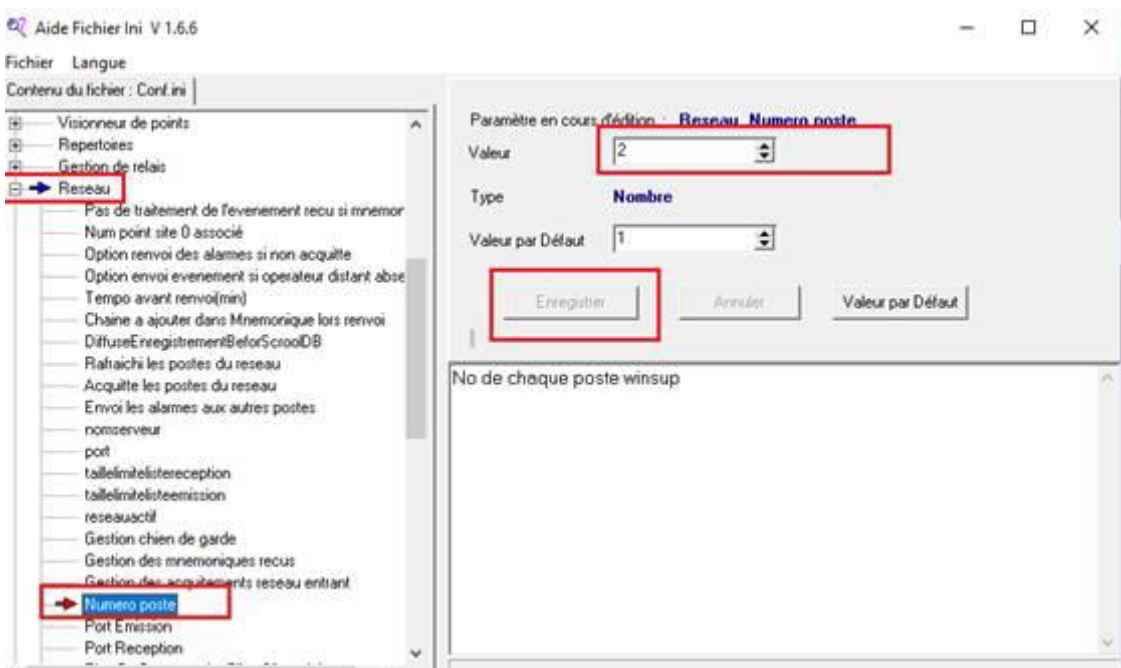 Aide Fichier Ini V 1.6.6
Fichier Langue
Contenu du fichier : Conf.ini
Visionneur de points
Repertoires
Gestion de relais
Reseau
Pas de traitement de l'evenement recu si mnemor
Num point site 0 associé
Option renvoi des alarmes si non acquitte
Option envoi evenement si operateur distant abse
Tempo avant renvoi(min)
Chaine a ajouter dans Mnemonique lors renvoi
DiffuseEnregistrementBeforScroolDB
Rafraichi les postes du reseau
Acquitte les postes du reseau
Envoi les alarmes aux autres postes
nomserveur
port
taillelimitelistereception
taillelimitelisteemission
reseauactif
Gestion chien de garde
Gestion des mnemoniques recus
Gestion des acquitements reseau entrant
Numero poste
Port Emission
Port Reception
Paramètre en cours d'édition : Reseau Numero poste
Valeur 2
Type Nombre
Valeur par Défaut 1
Enregistrer Annuler Valeur par Défaut
No de chaque poste winsup